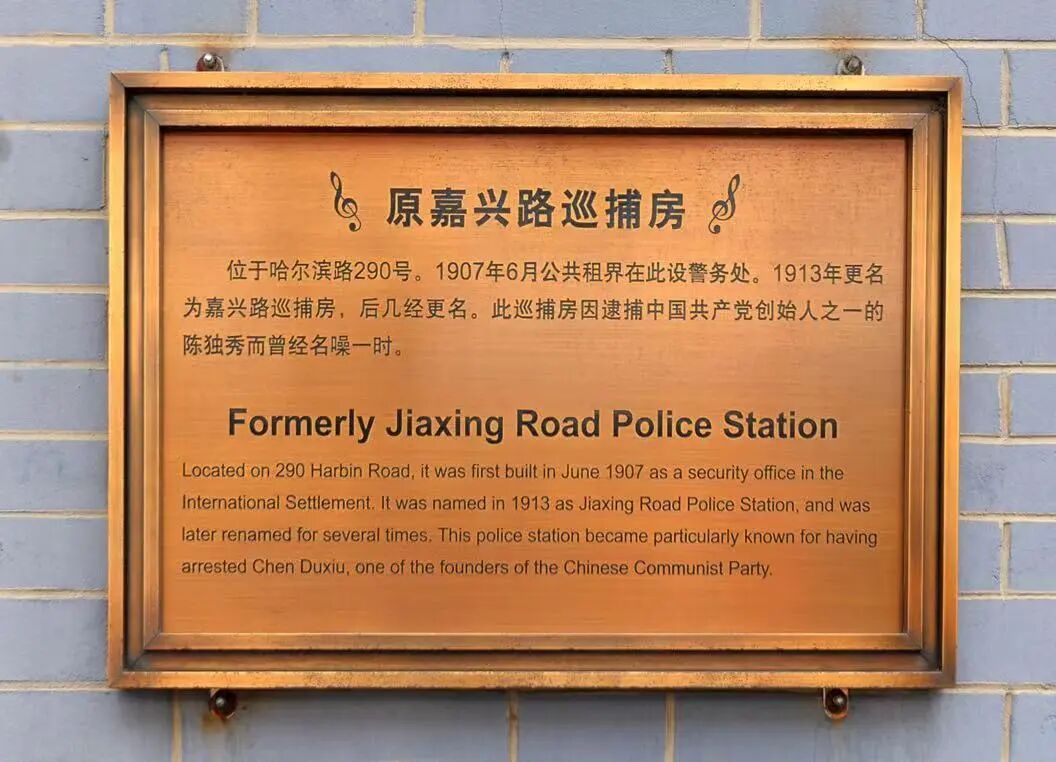 原嘉兴路巡捕房
位于哈尔滨路290号。1907年6月公共租界在此设警务处。1913年更名
为嘉兴路巡捕房，后几经更名。此巡捕房因逮捕中国共产党创始人之一的
陈独秀而曾经名噪一时。
Formerly Jiaxing Road Police Station
Located on 290 Harbin Road, it was first built in June 1907 as a security office in the
International Settlement. It was named in 1913 as Jiaxing Road Police Station, and was
later renamed for several times. This police station became particularly known for having
arrested Chen Duxiu, one of the founders of the Chinese Communist Party.